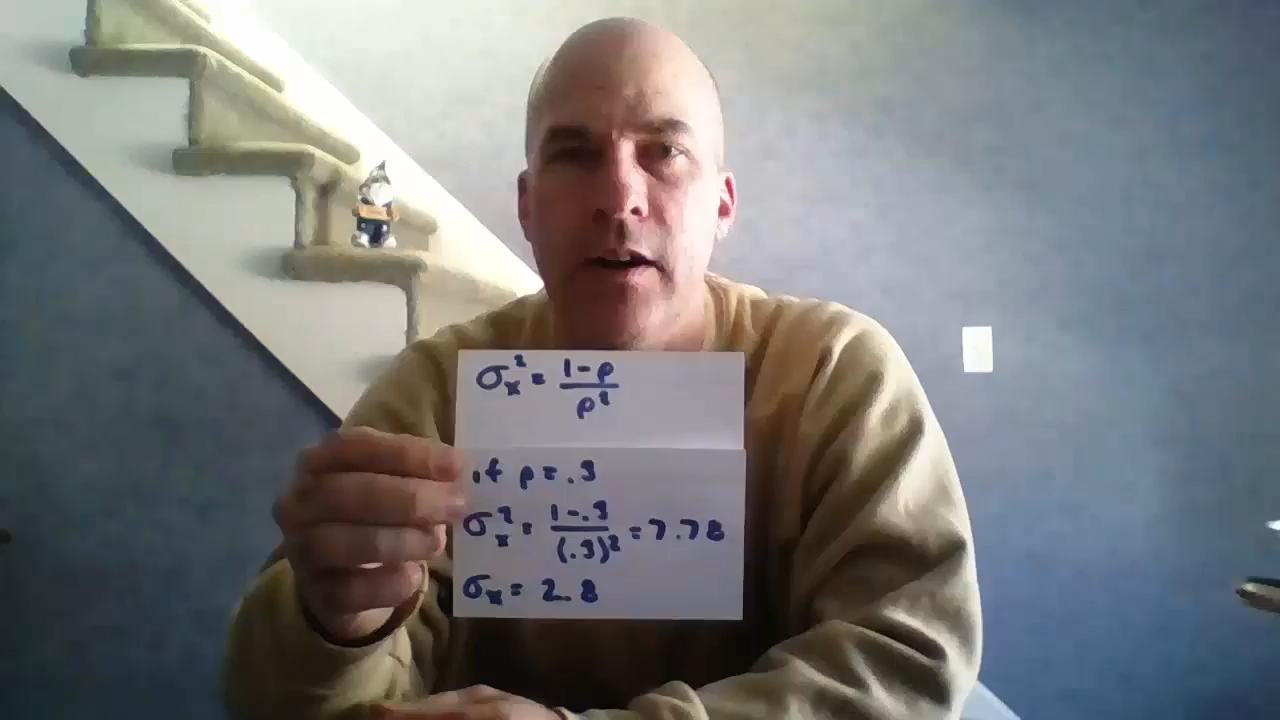 σₓ² = (1-p)/p²
if p = .3
σₓ² = (1-.3)/(.3)² = 7.78
σₓ = 2.8